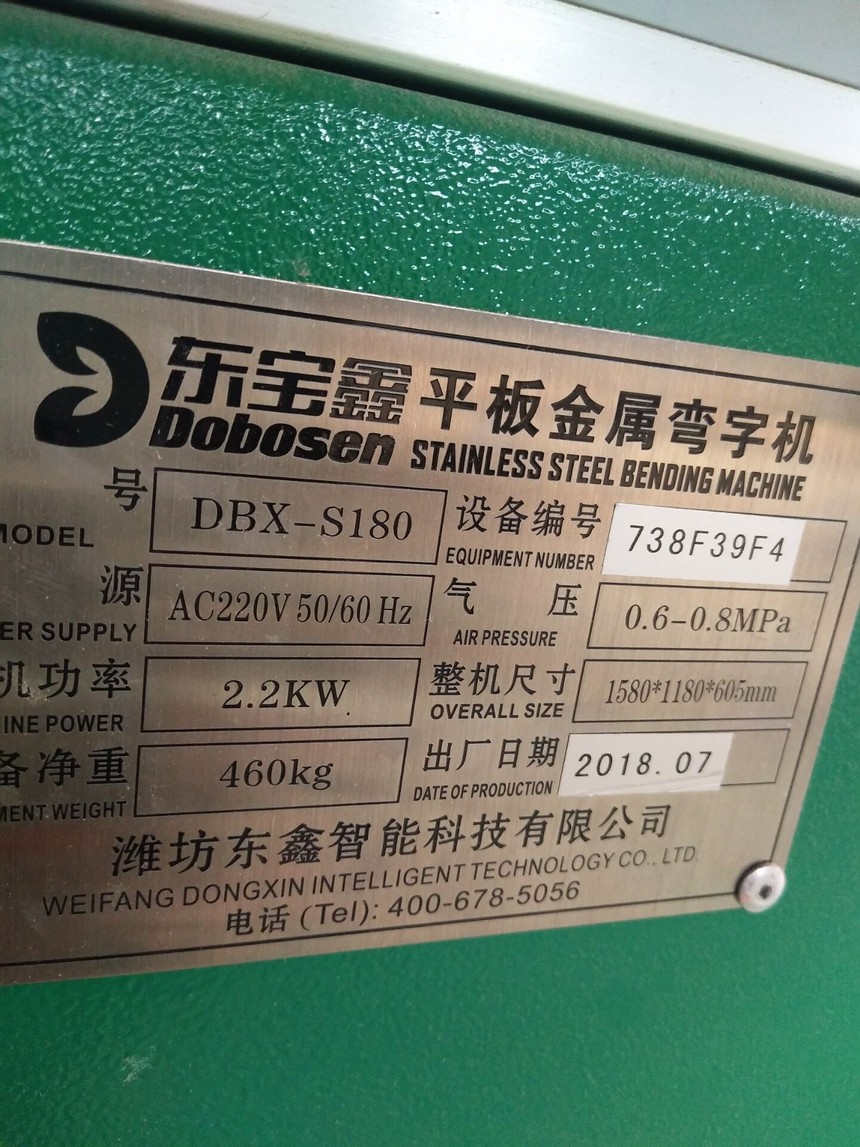 东宝鑫 平板金属弯字机
Dobosen STAINLESS STEEL BENDING MACHINE
号 DBX-S180 设备编号 738F39F4
MODEL EQUIPMENT NUMBER
源 AC220V 50/60 Hz 气 压 0.6-0.8MPa
ER SUPPLY AIR PRESSURE
机功率 2.2KW 整机尺寸 1580*1180*605mm
INE POWER OVERALL SIZE
备净重 460kg 出厂日期 2018.07
MENT WEIGHT DATE OF PRODUCTION
潍坊东鑫智能科技有限公司
WEIFANG DONGXIN INTELLIGENT TECHNOLOGY CO., LTD.
电话 (Tel): 400-678-5056